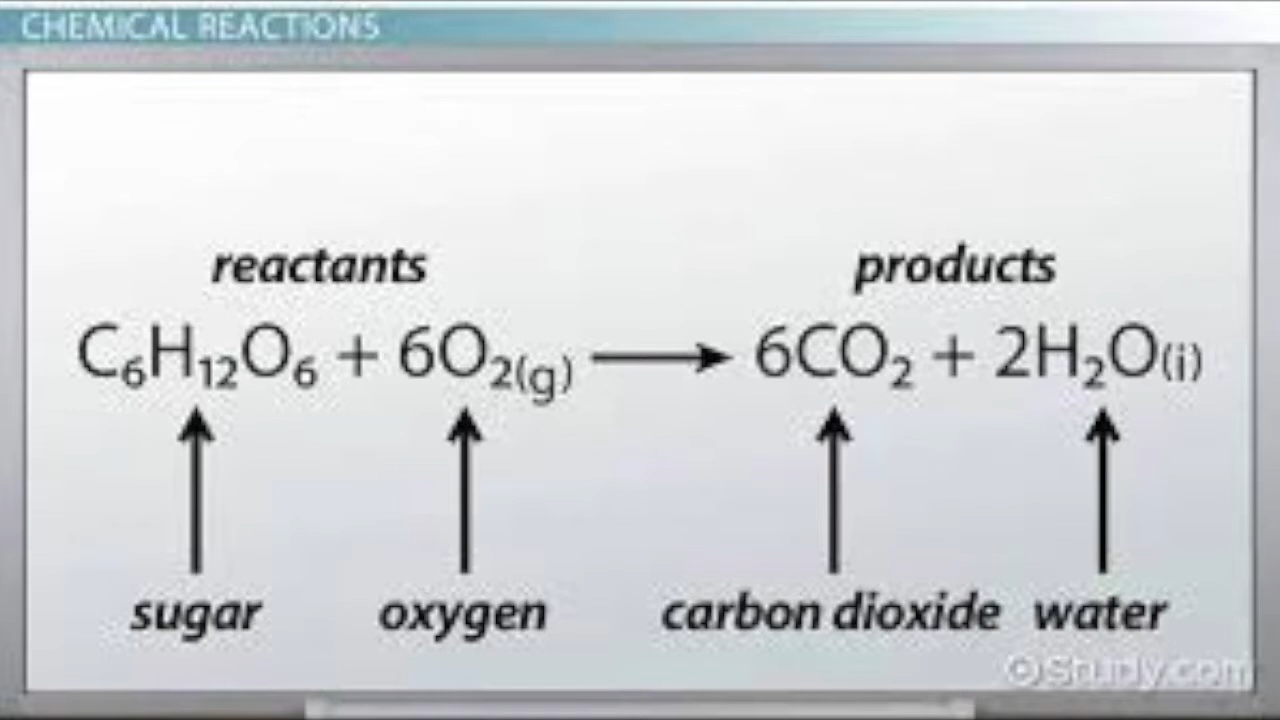 CHEMICAL REACTIONS
reactants products
C₆H₁₂O₆ + 6O₂(g) ⟶ 6CO₂ + 2H₂O(i)
sugar oxygen carbon dioxide water
© Study.com